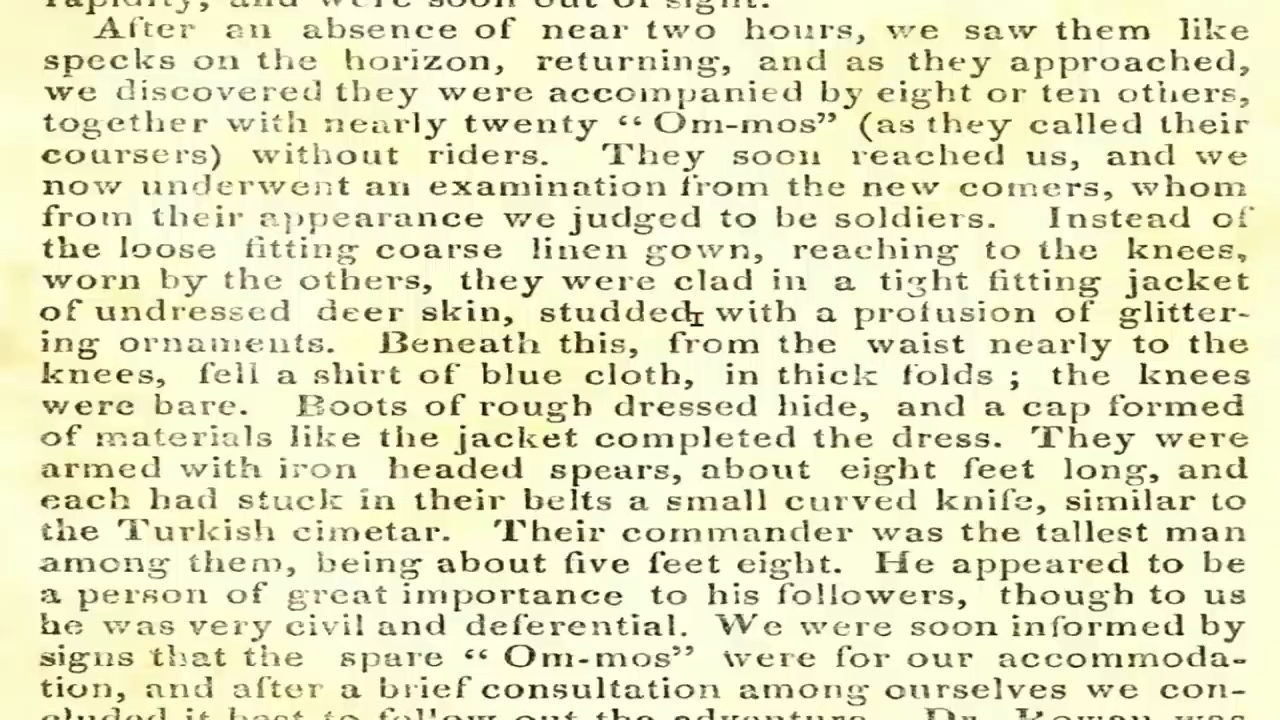 rapidity, and were soon out of sight.
After an absence of near two hours, we saw them like
specks on the horizon, returning, and as they approached,
we discovered they were accompanied by eight or ten others,
together with nearly twenty “Om-mos” (as they called their
coursers) without riders. They soon reached us, and we
now underwent an examination from the new comers, whom
from their appearance we judged to be soldiers. Instead of
the loose fitting coarse linen gown, reaching to the knees,
worn by the others, they were clad in a tight fitting jacket
of undressed deer skin, studded with a profusion of glitter-
ing ornaments. Beneath this, from the waist nearly to the
knees, fell a shirt of blue cloth, in thick folds ; the knees
were bare. Boots of rough dressed hide, and a cap formed
of materials like the jacket completed the dress. They were
armed with iron headed spears, about eight feet long, and
each had stuck in their belts a small curved knife, similar to
the Turkish cimetar. Their commander was the tallest man
among them, being about five feet eight. He appeared to be
a person of great importance to his followers, though to us
he was very civil and deferential. We were soon informed by
signs that the spare “Om-mos” were for our accommoda-
tion, and after a brief consultation among ourselves we con-
cluded it best to follow out the adventure. Dr. Rowan was